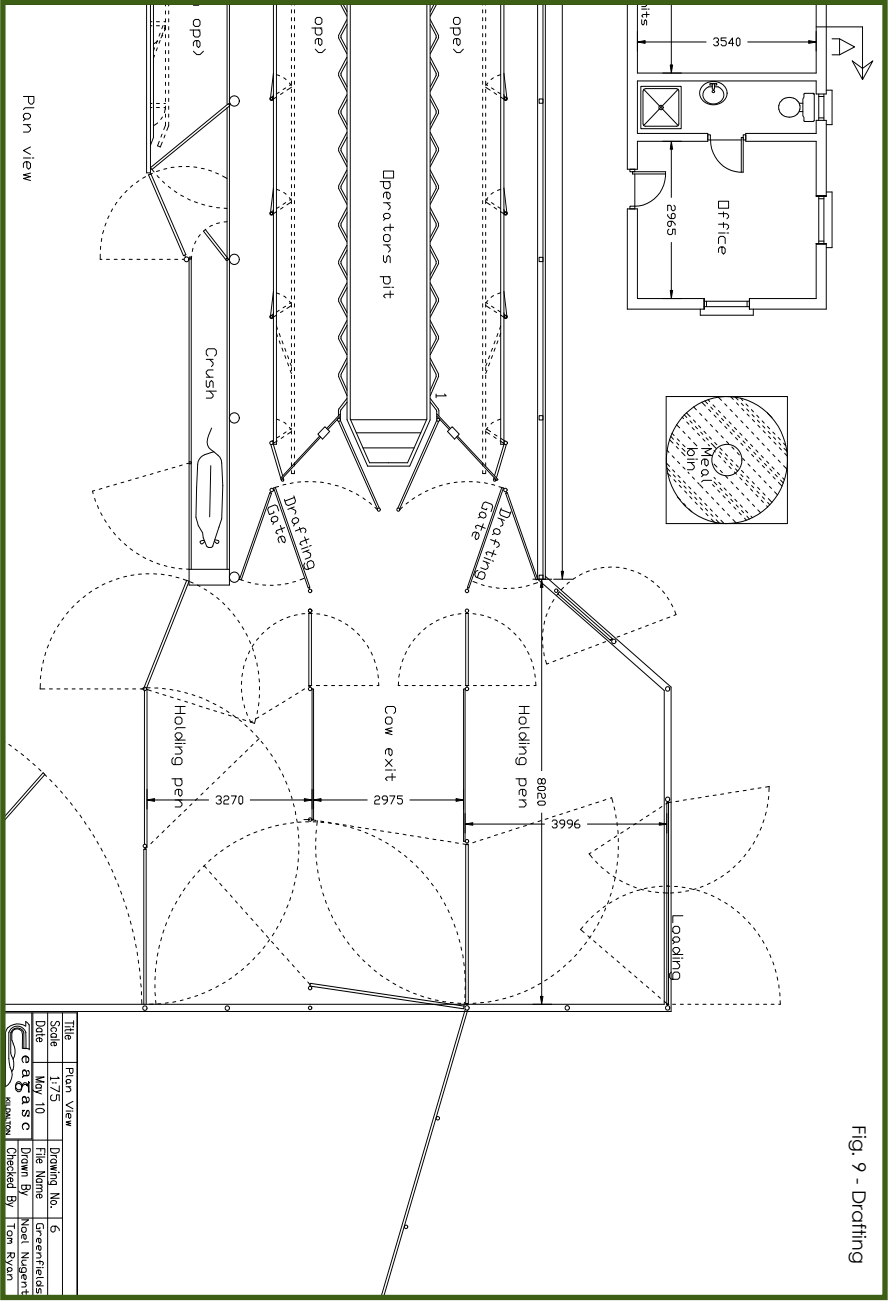 Fig. 9 - Drafting
A
3540
nits
Office
2965
Meal
bin.
ope)
ope)
ope)
Operators pit
1
Crush
Plan view
Drafting
Gate
Drafting
Gate
Loading
Holding pen
Cow exit
Holding pen
8020
3996
2975
3270
Title Plan View
Scale 1:75 Drawing No. 6
Date May 10 File Name Greenfields
Teagasc Drawn By Noel Nugent
KILDALTON Checked By Tom Ryan